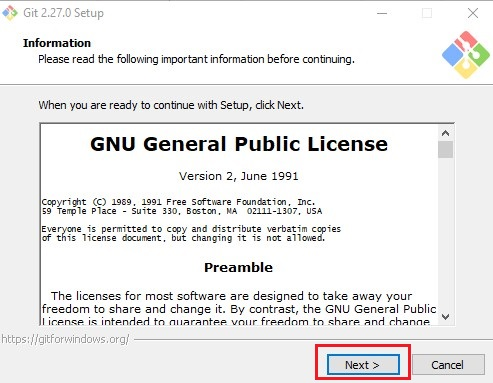 Git 2.27.0 Setup
Information
Please read the following important information before continuing.
When you are ready to continue with Setup, click Next.
GNU General Public License
Version 2, June 1991
Copyright (C) 1989, 1991 Free Software Foundation, Inc.
59 Temple Place - Suite 330, Boston, MA  02111-1307, USA
Everyone is permitted to copy and distribute verbatim copies
of this license document, but changing it is not allowed.
Preamble
The licenses for most software are designed to take away your
freedom to share and change it. By contrast, the GNU General Public
License is intended to guarantee your freedom to share and change
https://gitforwindows.org/
Next >
Cancel